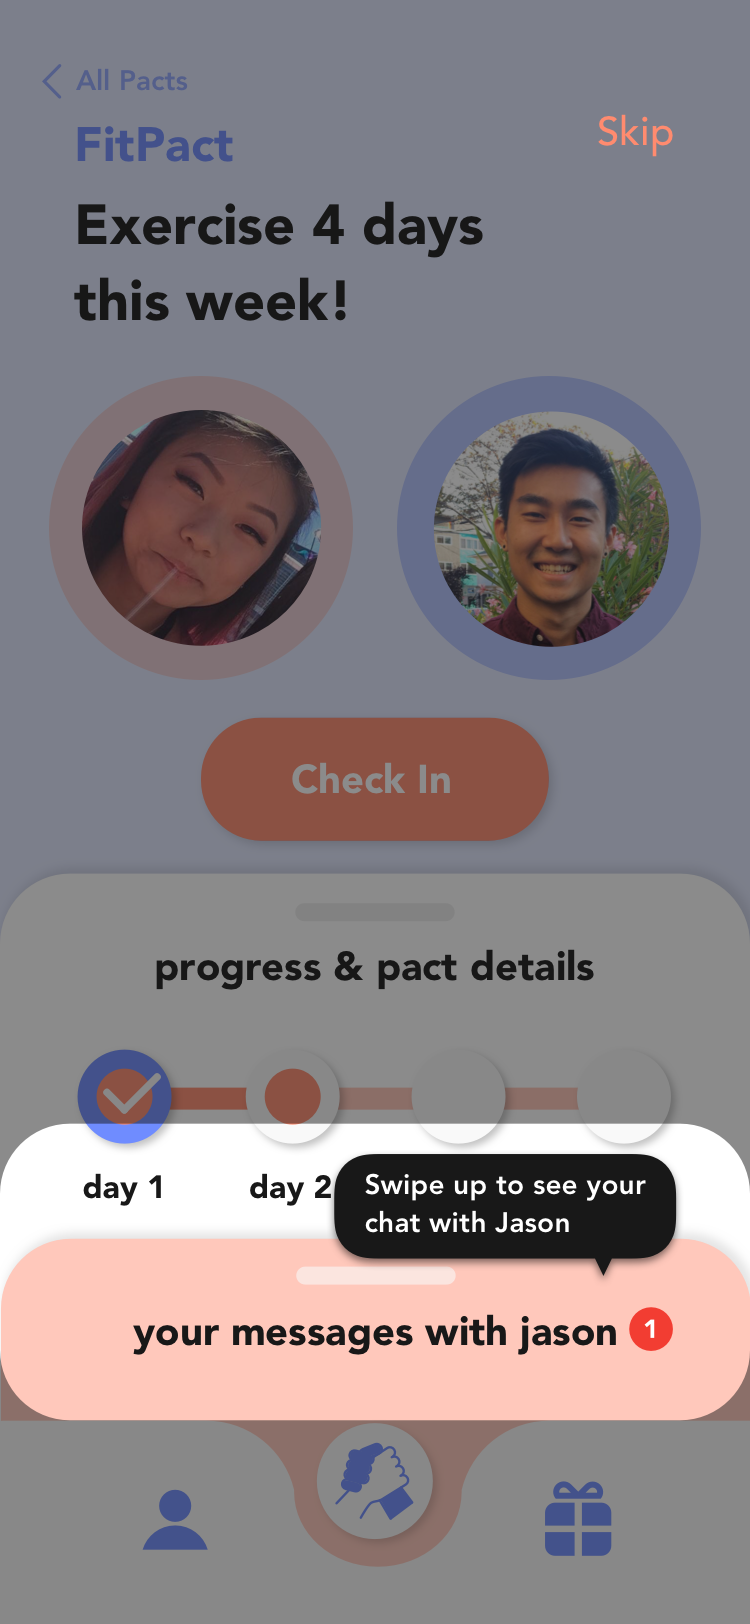 All Pacts
FitPact
Skip
Exercise 4 days
this week!
Check In
progress & pact details
day 1
day 2
Swipe up to see your
chat with Jason
your messages with jason
1